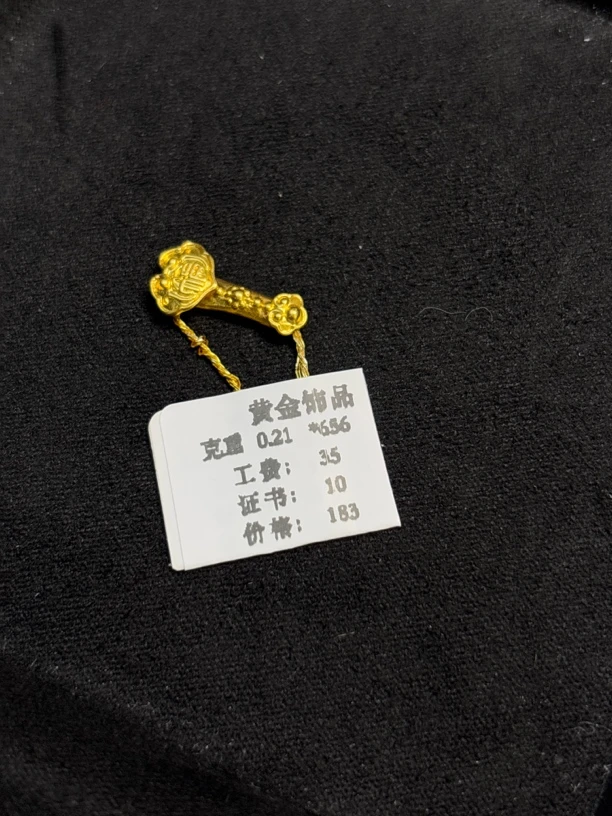 黄金饰品
克重 0.21 *656
工费: 35
证书: 10
价格: 183